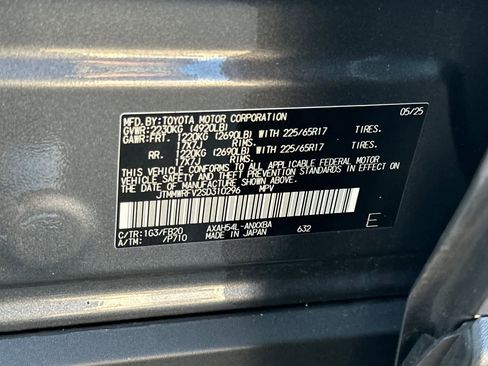 MFD.BY:TOYOTA MOTOR CORPORATION 05/25
GVWR:2230KG (4920LB)
GAWR:FRT. 1220KG (2690LB) WITH 225/65R17 TIRES.
17X7J RIMS.
RR. 1220KG (2690LB) WITH 225/65R17 TIRES.
17X7J RIMS.
THIS VEHICLE CONFORMS TO ALL APPLICABLE FEDERAL MOTOR
VEHICLE SAFETY AND THEFT PREVENTION STANDARDS IN EFFECT ON
THE DATE OF MANUFACTURE SHOWN ABOVE.
JTMMWRFV2SD310296 MPV
C/TR:1G3/FB20 AXAH54L-ANXXBA 632 E
A/TM: /P710 MADE IN JAPAN